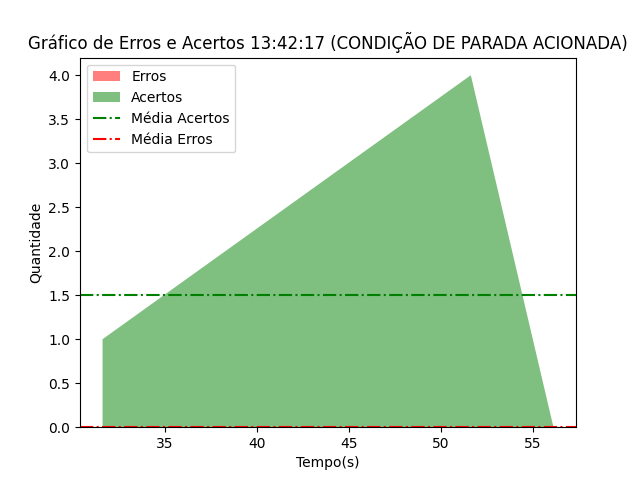 Gráfico de Erros e Acertos 13:42:17 (CONDIÇÃO DE PARADA ACIONADA)
Erros
Acertos
Média Acertos
Média Erros
Quantidade
4.0
3.5
3.0
2.5
2.0
1.5
1.0
0.5
0.0
35 40 45 50 55
Tempo(s)